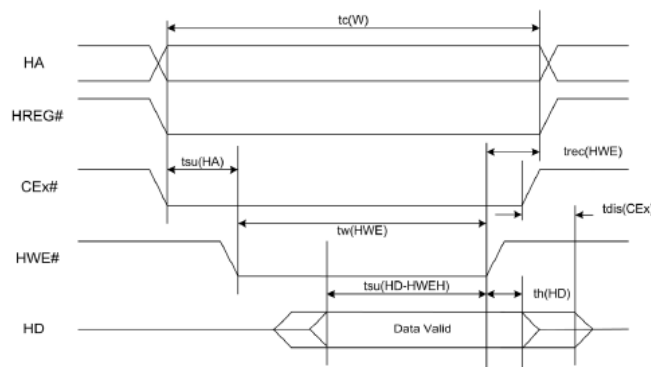 tc(W)
HA
HREG#
tsu(HA)
trec(HWE)
CEx#
tdis(CEx)
tw(HWE)
HWE#
tsu(HD-HWEH)
th(HD)
HD
Data Valid